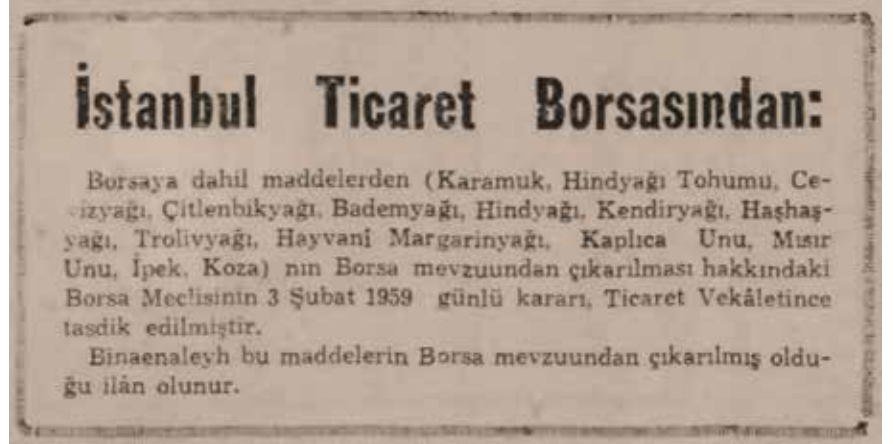 İstanbul Ticaret Borsasından:
Borsaya dahil maddelerden (Karamuk, Hindyağı Tohumu, Ce-
vizyağı, Çitlenbikyağı, Bademyağı, Hindyağı, Kendiryağı, Haşhaş-
yağı, Trolivyağı, Hayvani Margarinyağı, Kaplıca Unu, Mısır
Unu, İpek, Koza) nın Borsa mevzuundan çıkarılması hakkındaki
Borsa Meclisinin 3 Şubat 1959 günlü kararı, Ticaret Vekâletince
tasdik edilmiştir.
Binaenaleyh bu maddelerin Borsa mevzuundan çıkarılmış oldu-
ğu ilân olunur.